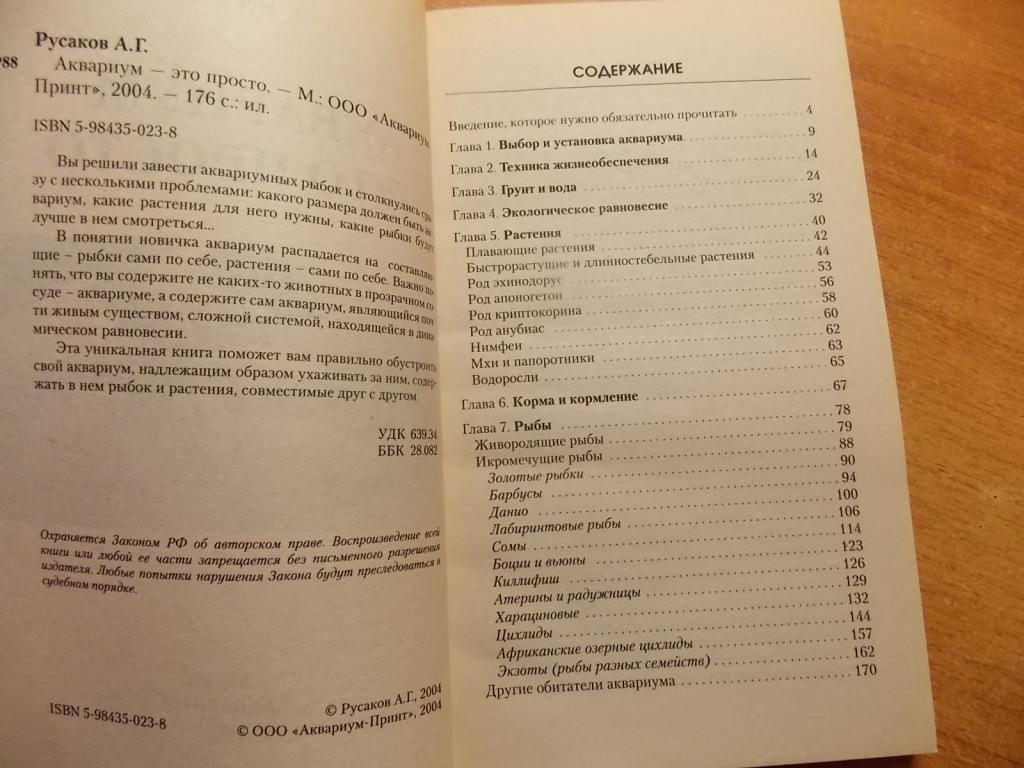 Русаков А.Г.
Р88
Аквариум — это просто. — М.: ООО «Аквариум-
Принт», 2004. — 176 с.: ил.
ISBN 5-98435-023-8
Вы решили завести аквариумных рыбок и столкнулись сра-
зу с несколькими проблемами: какого размера должен быть ак-
вариум, какие растения для него нужны, какие рыбки будут
лучше в нем смотреться...
В понятии новичка аквариум распадается на составляю-
щие – рыбки сами по себе, растения – сами по себе. Важно по-
нять, что вы содержите не каких-то животных в прозрачном со-
суде – аквариуме, а содержите сам аквариум, являющийся поч-
ти живым существом, сложной системой, находящейся в дина-
мическом равновесии.
Эта уникальная книга поможет вам правильно обустроить
свой аквариум, надлежащим образом ухаживать за ним, содер-
жать в нем рыбок и растения, совместимые друг с другом.
УДК 639.34
ББК 28.082
Охраняется Законом РФ об авторском праве. Воспроизведение всей
книги или любой ее части запрещается без письменного разрешения
издателя. Любые попытки нарушения Закона будут преследоваться в
судебном порядке.
© Русаков А.Г., 2004
ISBN 5-98435-023-8 © ООО «Аквариум-Принт», 2004
СОДЕРЖАНИЕ
Введение, которое нужно обязательно прочитать 4
Глава 1. Выбор и установка аквариума 9
Глава 2. Техника жизнеобеспечения 14
Глава 3. Грунт и вода 24
Глава 4. Экологическое равновесие 32
Глава 5. Растения 40
Плавающие растения 42
Быстрорастущие и длинностебельные растения 44
Род эхинодорус 53
Род апоногетон 56
Род криптокорина 58
Род анубиас 60
Нимфеи 62
Мхи и папоротники 63
Водоросли 65
Глава 6. Корма и кормление 67
Глава 7. Рыбы 78
Живородящие рыбы 79
Икромечущие рыбы 88
Золотые рыбки 90
Барбусы 94
Данио 100
Лабиринтовые рыбы 106
Сомы 114
Боции и вьюны 123
Киллифиш 126
Атерины и радужницы 129
Харациновые 132
Цихлиды 144
Африканские озерные цихлиды 157
Экзоты (рыбы разных семейств) 162
Другие обитатели аквариума 170